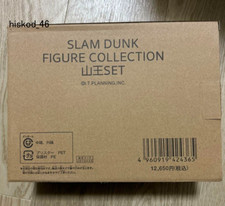 hiskod_46
SLAM DUNK
FIGURE COLLECTION
山王SET
©I.T.PLANNING,INC.
4 960919 424365
12,650円(税込)